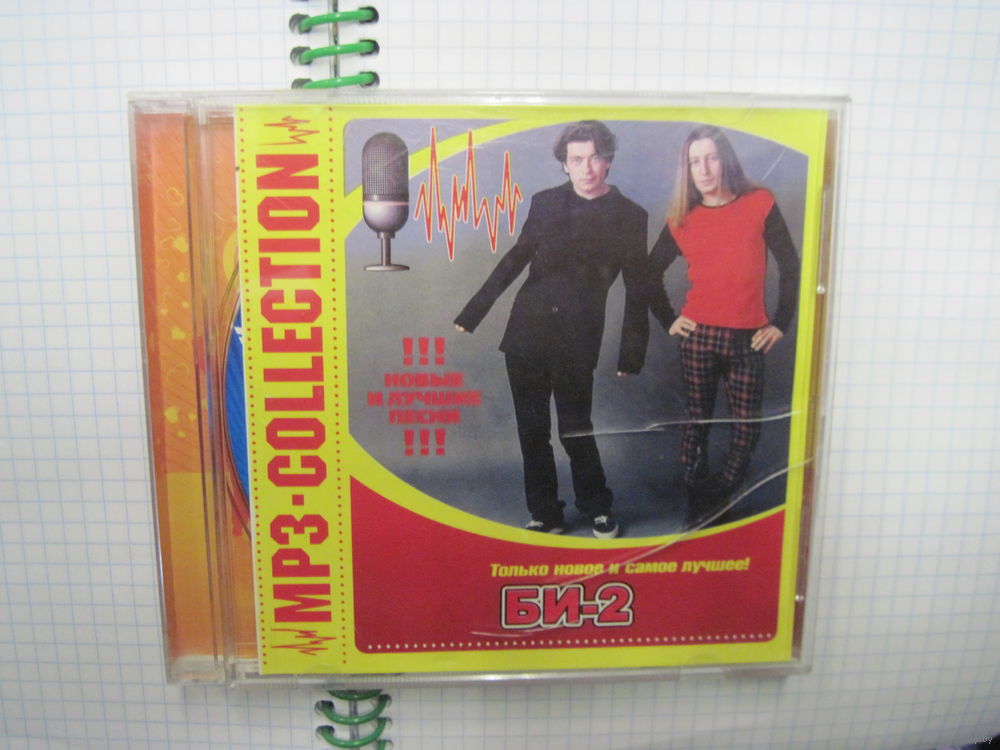 MP3·COLLECTION
!!!
НОВЫЕ
И ЛУЧШИЕ
ПЕСНИ
!!!
Только новое и самое лучшее!
БИ-2